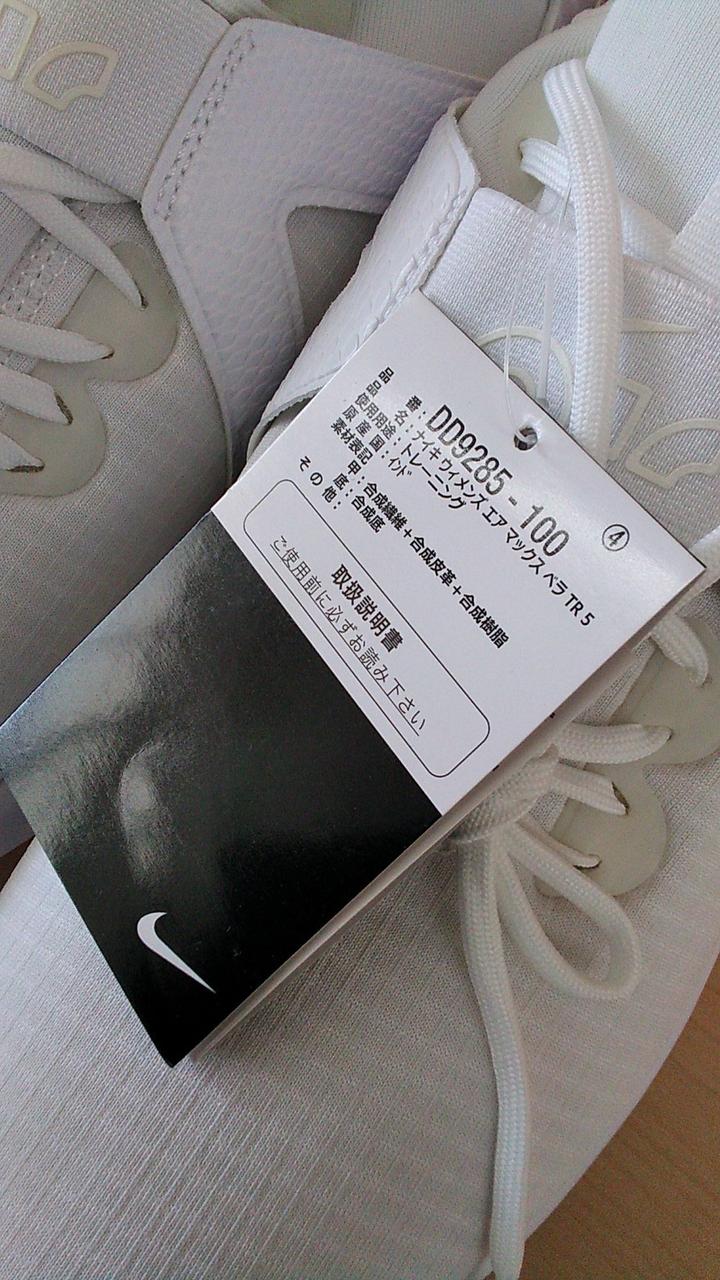 品 番:DD9285-100 ④
品 名:ナイキ ウィメンズ エア マックス ベラ TR 5
使用用途:トレーニング
原 産 国:インド
素材表記
甲:合成繊維+合成皮革+合成樹脂
底:合成底
その他:
取扱説明書
ご使用前に必ずお読み下さい